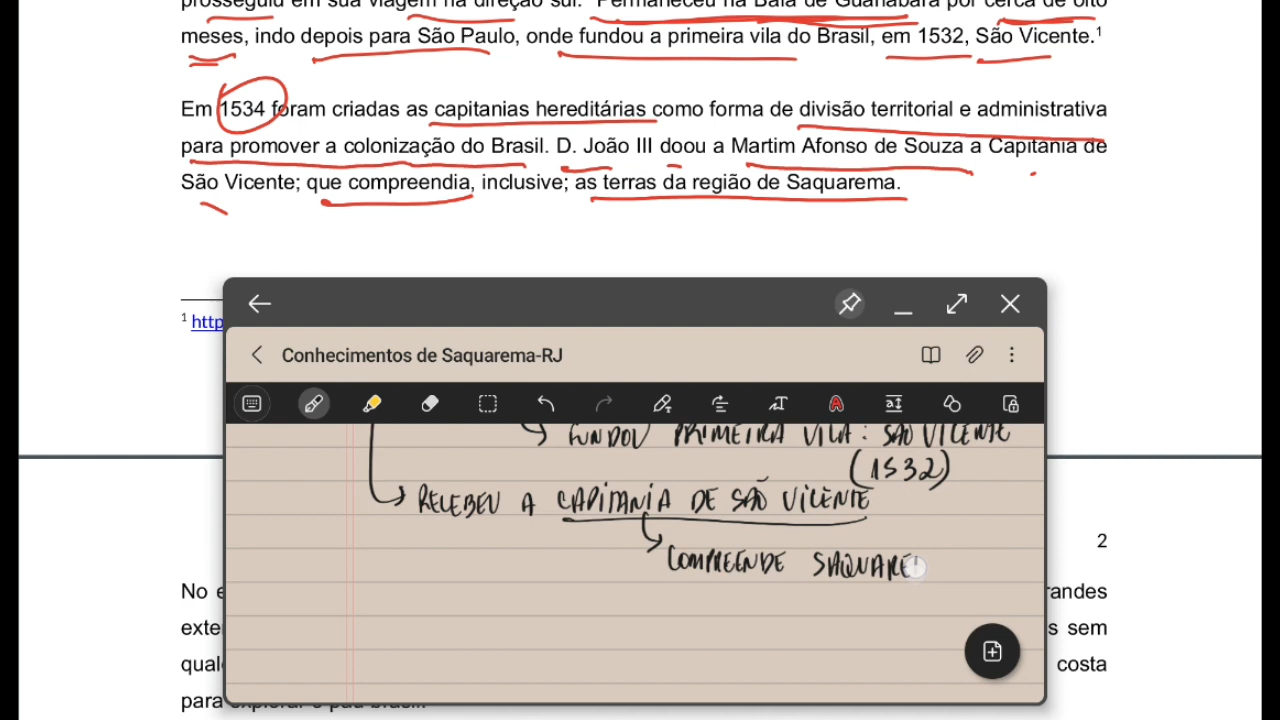 prosseguiu em sua viagem na direção sul. Permaneceu na Baía de Guanabara por cerca de oito
meses, indo depois para São Paulo, onde fundou a primeira vila do Brasil, em 1532, São Vicente.¹
Em 1534 foram criadas as capitanias hereditárias como forma de divisão territorial e administrativa
para promover a colonização do Brasil. D. João III doou a Martim Afonso de Souza a Capitania de
São Vicente; que compreendia, inclusive; as terras da região de Saquarema.
¹ http
Conhecimentos de Saquarema-RJ
FUNDOU PRIMEIRA VILA: SÃO VICENTE
(1532)
RECEBEU A CAPITANIA DE SÃO VICENTE
COMPREENDE SAQUARE
2
No e randes
exte s sem
qual costa
para explorar o pau brasil.